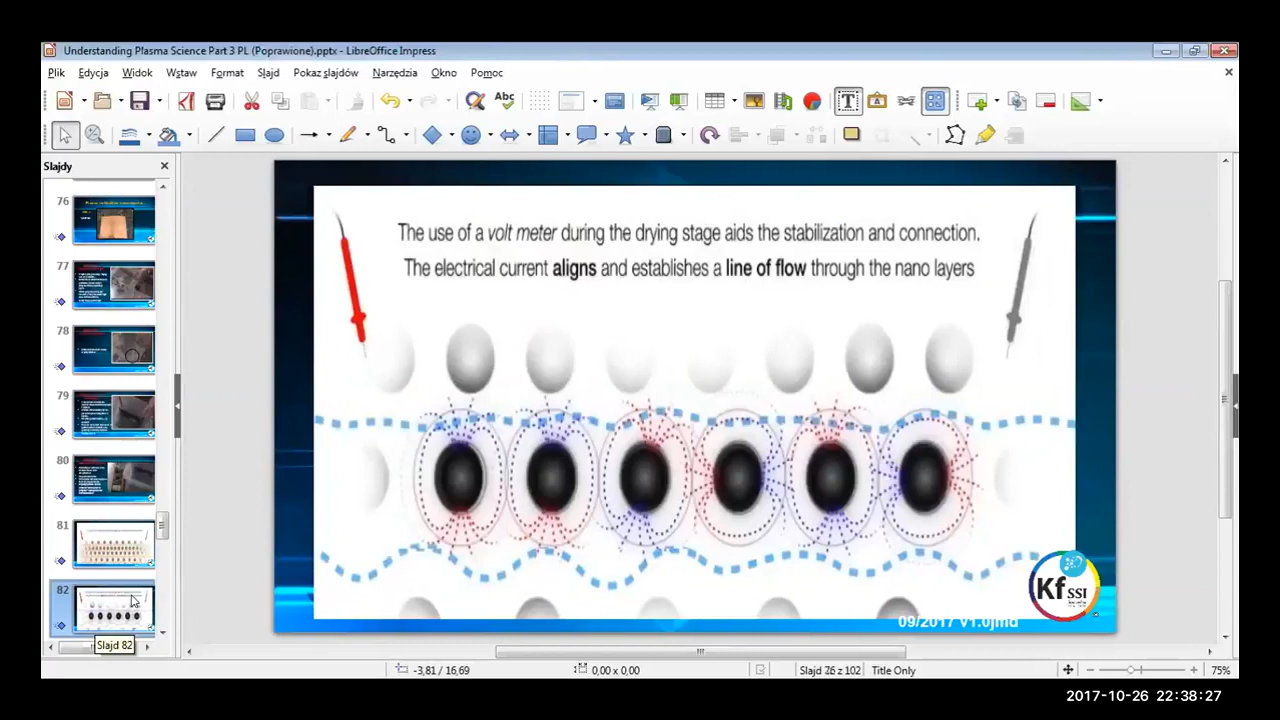 Understanding Plasma Science Part 3 PL (Poprawione).pptx - LibreOffice Impress
Plik Edycja Widok Wstaw Format Slajd Pokaz slajdów Narzędzia Okno Pomoc
Abc
Slajdy
76
77
78
79
80
81
82
Slajd 82
The use of a volt meter during the drying stage aids the stabilization and connection.
The electrical current aligns and establishes a line of flow through the nano layers
Kf SSI
09/2017 V1.0jmd
-3,81 / 16,69 0,00 x 0,00 Slajd 76 z 102 Title Only 75%
2017-10-26 22:38:27